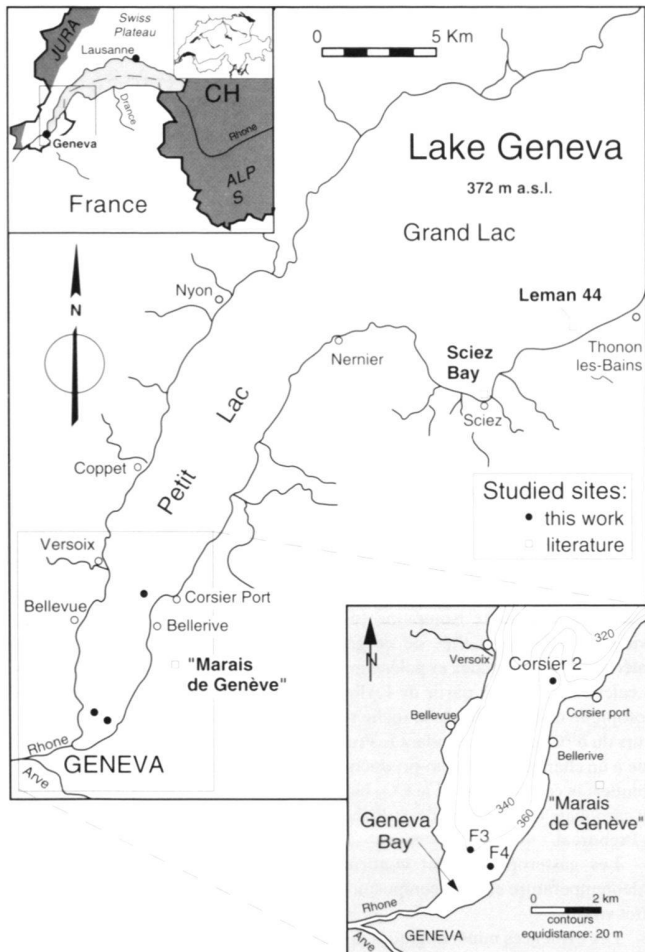 Swiss
Plateau
JURA
Lausanne
CH
Drance
Rhone
Geneva
ALP
S
France
0 5 Km
Lake Geneva
372 m a.s.l.
Grand Lac
Leman 44
Nyon
N
Nernier
Sciez
Bay
Thonon
les-Bains
Sciez
Petit Lac
Coppet
Studied sites:
this work
literature
Versoix
Corsier Port
Bellevue
Bellerive
"Marais
de Genève"
Rhone
GENEVA
Arve
N
Versoix
320
Corsier 2
Corsier port
Bellevue
Bellerive
"Marais
de Genève"
340
360
Geneva
Bay
F3
F4
0 2 km
contours
equidistance: 20 m
Rhone
GENEVA
Arve